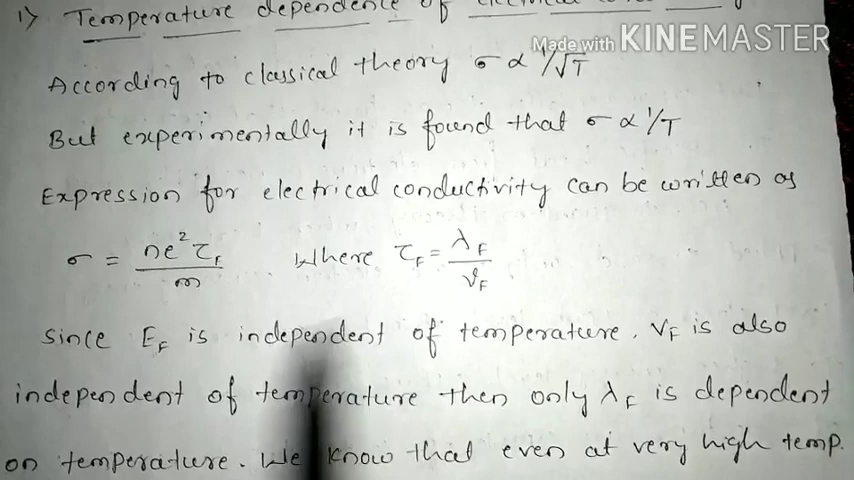 1) Temperature dependence of electrical
Made with KINEMASTER
According to classical theory σ α 1/√T
But experimentally it is found that σ α 1/T
Expression for electrical conductivity can be written as
σ = ne²τF/m Where τF = λF/vF
Since EF is independent of temperature. VF is also
independent of temperature then only λF is dependent
on temperature. We know that even at very high temp.